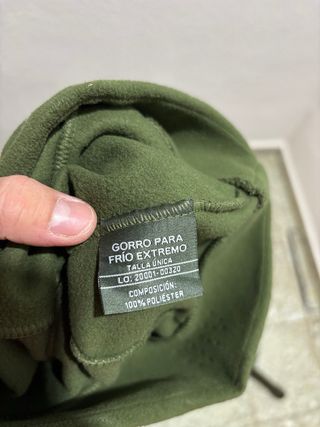 GORRO PARA
FRÍO EXTREMO
TALLA ÚNICA
LO: 20001-00320
COMPOSICIÓN:
100% POLIÉSTER